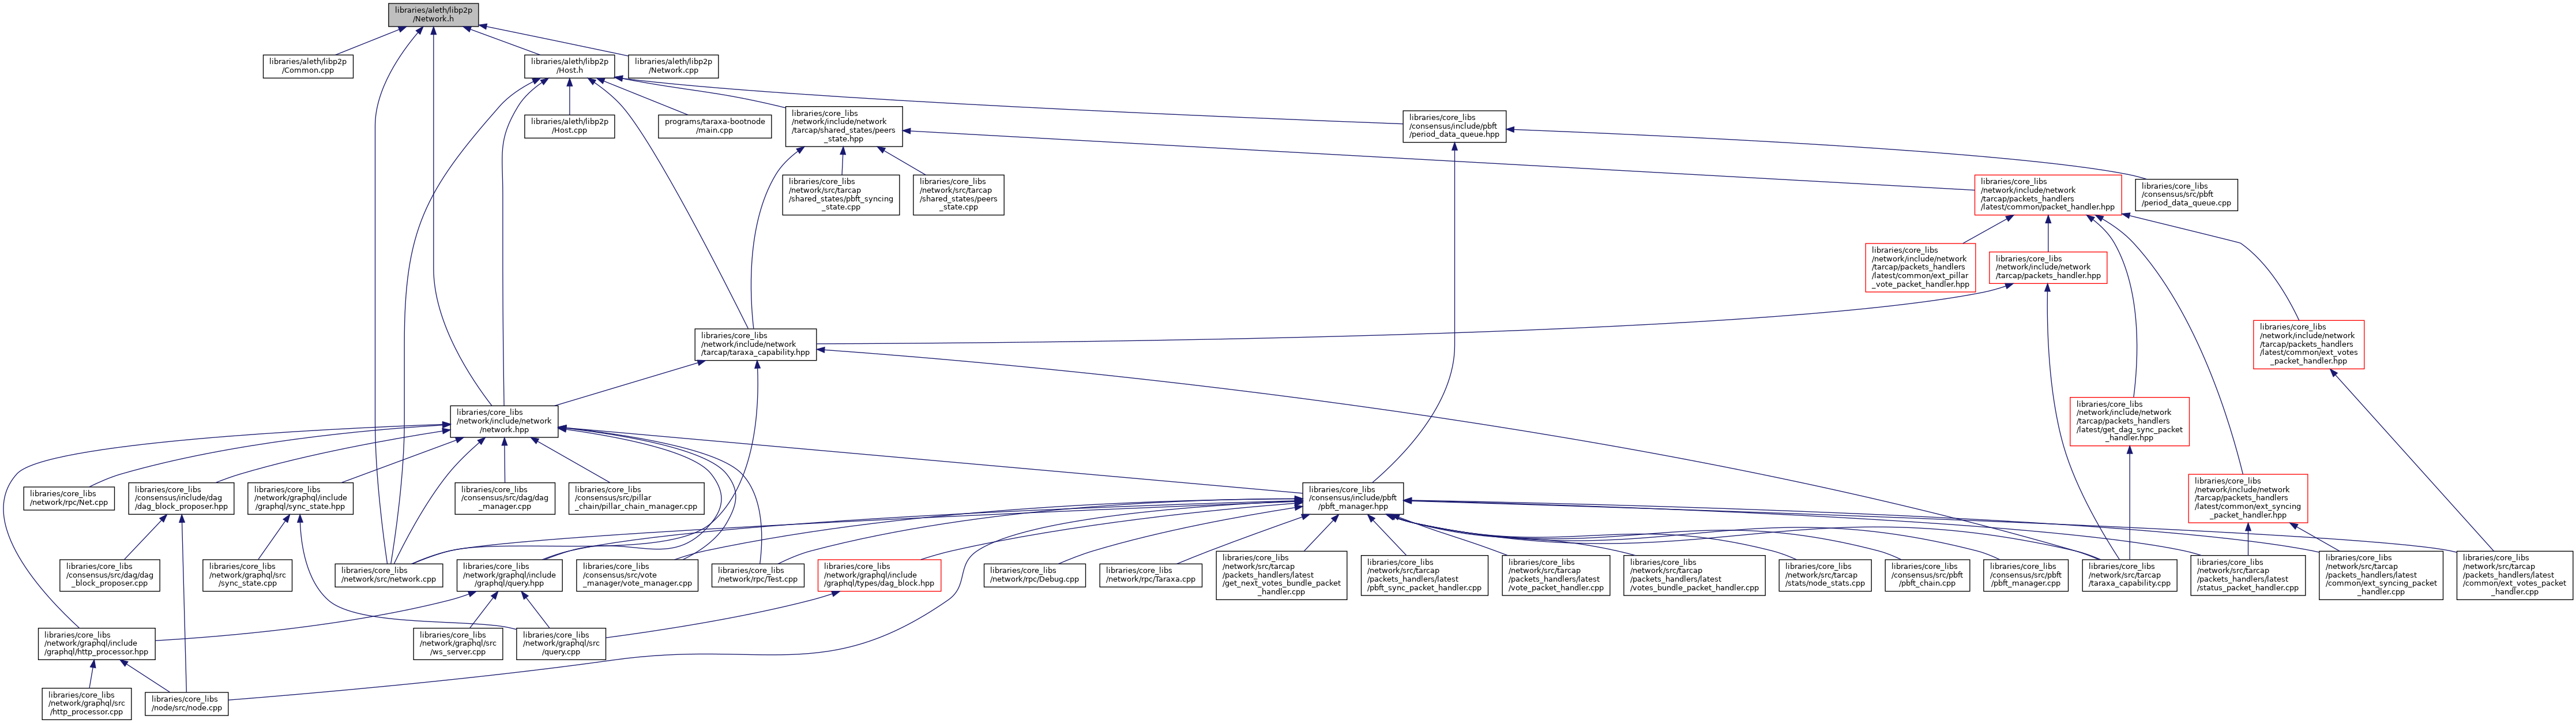 libraries/aleth/libp2p
/Network.h
libraries/aleth/libp2p
/Common.cpp
libraries/aleth/libp2p
/Host.h
libraries/aleth/libp2p
/Network.cpp
libraries/aleth/libp2p
/Host.cpp
programs/taraxa-bootnode
/main.cpp
libraries/core_libs
/network/include/network
/tarcap/shared_states/peers
_state.hpp
libraries/core_libs
/consensus/include/pbft
/period_data_queue.hpp
libraries/core_libs
/network/src/tarcap
/shared_states/pbft_syncing
_state.cpp
libraries/core_libs
/network/src/tarcap
/shared_states/peers
_state.cpp
libraries/core_libs
/network/include/network
/tarcap/packets_handlers
/latest/common/packet_handler.hpp
libraries/core_libs
/consensus/src/pbft
/period_data_queue.cpp
libraries/core_libs
/network/include/network
/tarcap/packets_handlers
/latest/common/ext_pillar
_vote_packet_handler.hpp
libraries/core_libs
/network/include/network
/tarcap/packets_handler.hpp
libraries/core_libs
/network/include/network
/tarcap/taraxa_capability.hpp
libraries/core_libs
/network/include/network
/tarcap/packets_handlers
/latest/common/ext_votes
_packet_handler.hpp
libraries/core_libs
/network/include/network
/network.hpp
libraries/core_libs
/network/include/network
/tarcap/packets_handlers
/latest/get_dag_sync_packet
_handler.hpp
libraries/core_libs
/network/rpc/Net.cpp
libraries/core_libs
/consensus/include/dag
/dag_block_proposer.hpp
libraries/core_libs
/network/graphql/include
/graphql/sync_state.hpp
libraries/core_libs
/consensus/src/dag/dag
_manager.cpp
libraries/core_libs
/consensus/src/pillar
_chain/pillar_chain_manager.cpp
libraries/core_libs
/consensus/include/pbft
/pbft_manager.hpp
libraries/core_libs
/network/include/network
/tarcap/packets_handlers
/latest/common/ext_syncing
_packet_handler.hpp
libraries/core_libs
/consensus/src/dag/dag
_block_proposer.cpp
libraries/core_libs
/network/graphql/src
/sync_state.cpp
libraries/core_libs
/network/src/network.cpp
libraries/core_libs
/network/graphql/include
/graphql/query.hpp
libraries/core_libs
/consensus/src/vote
_manager/vote_manager.cpp
libraries/core_libs
/network/rpc/Test.cpp
libraries/core_libs
/network/graphql/include
/graphql/types/dag_block.hpp
libraries/core_libs
/network/rpc/Debug.cpp
libraries/core_libs
/network/rpc/Taraxa.cpp
libraries/core_libs
/network/src/tarcap
/packets_handlers/latest
/get_next_votes_bundle_packet
_handler.cpp
libraries/core_libs
/network/src/tarcap
/packets_handlers/latest
/pbft_sync_packet_handler.cpp
libraries/core_libs
/network/src/tarcap
/packets_handlers/latest
/vote_packet_handler.cpp
libraries/core_libs
/network/src/tarcap
/packets_handlers/latest
/votes_bundle_packet_handler.cpp
libraries/core_libs
/network/src/tarcap
/stats/node_stats.cpp
libraries/core_libs
/consensus/src/pbft
/pbft_chain.cpp
libraries/core_libs
/consensus/src/pbft
/pbft_manager.cpp
libraries/core_libs
/network/src/tarcap
/taraxa_capability.cpp
libraries/core_libs
/network/src/tarcap
/packets_handlers/latest
/status_packet_handler.cpp
libraries/core_libs
/network/src/tarcap
/packets_handlers/latest
/common/ext_syncing_packet
_handler.cpp
libraries/core_libs
/network/src/tarcap
/packets_handlers/latest
/common/ext_votes_packet
_handler.cpp
libraries/core_libs
/network/graphql/include
/graphql/http_processor.hpp
libraries/core_libs
/network/graphql/src
/ws_server.cpp
libraries/core_libs
/network/graphql/src
/query.cpp
libraries/core_libs
/network/graphql/src
/http_processor.cpp
libraries/core_libs
/node/src/node.cpp